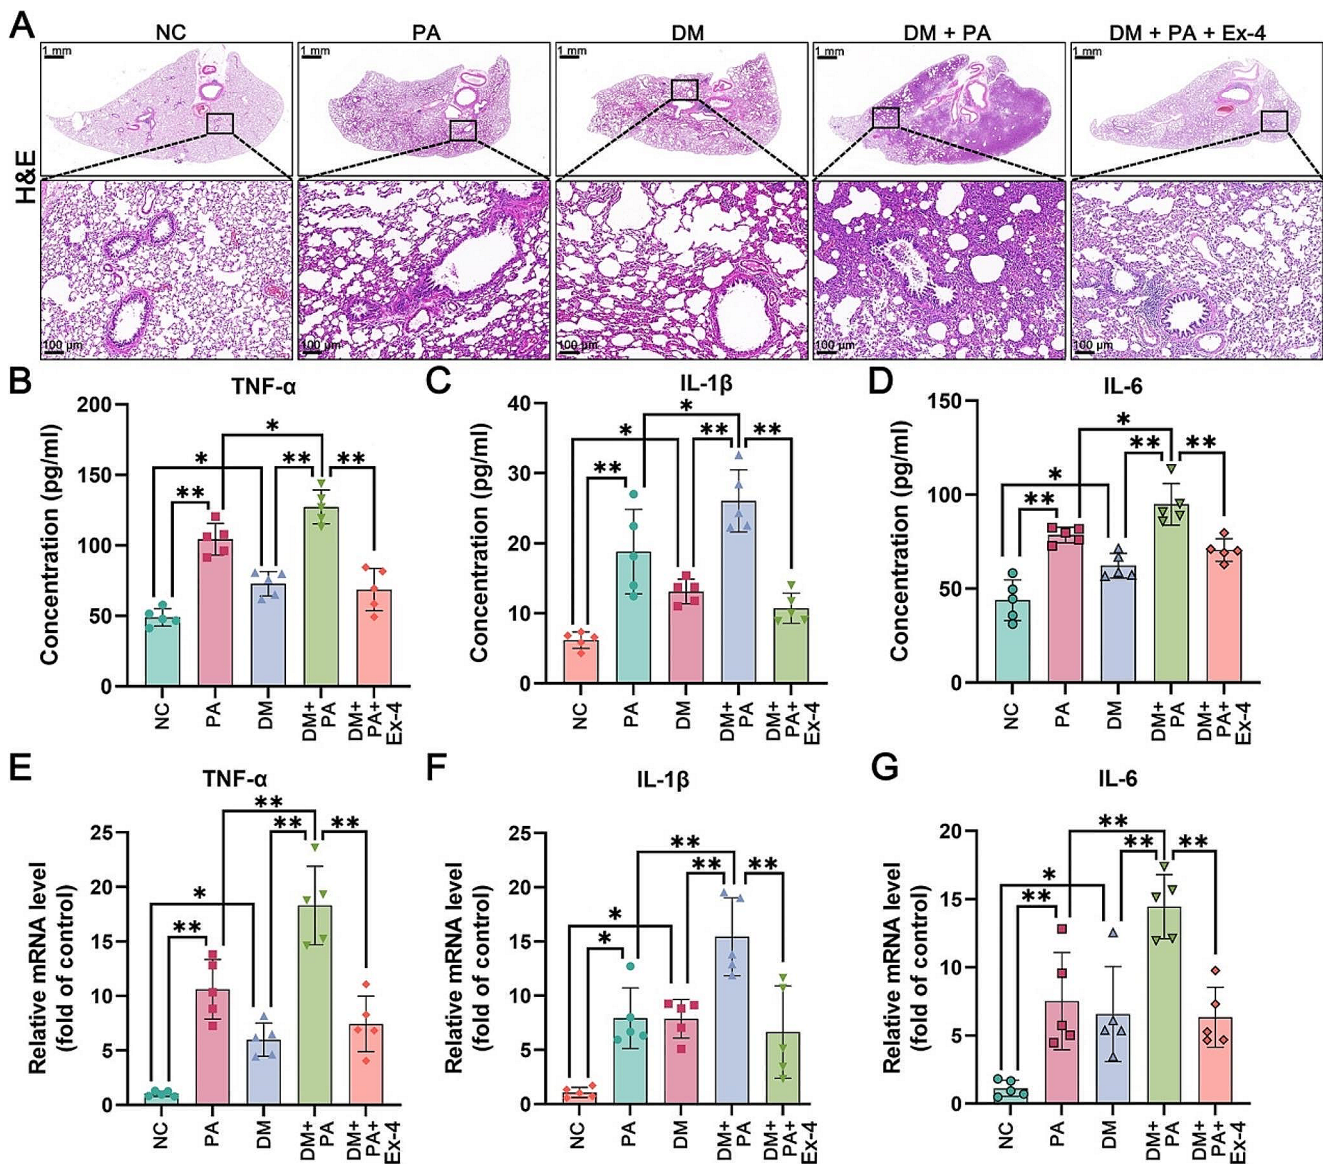 A
NC
PA
DM
DM + PA
DM + PA + Ex-4
H&E
1 mm
1 mm
1 mm
1 mm
1 mm
100 μm
100 μm
100 μm
100 μm
100 μm
B
TNF-α
Concentration (pg/ml)
200
150
100
50
0
*
*
**
**
**
NC
PA
DM
DM+
PA
DM+
PA+
Ex-4
C
IL-1β
Concentration (pg/ml)
40
30
20
10
0
*
*
**
**
**
NC
PA
DM
DM+
PA
DM+
PA+
Ex-4
D
IL-6
Concentration (pg/ml)
150
100
50
0
*
**
**
*
**
NC
PA
DM
DM+
PA
DM+
PA+
Ex-4
E
TNF-α
Relative mRNA level
(fold of control)
25
20
15
10
5
0
**
**
**
*
**
NC
PA
DM
DM+
PA
DM+
PA+
Ex-4
F
IL-1β
Relative mRNA level
(fold of control)
25
20
15
10
5
0
**
**
**
*
*
NC
PA
DM
DM+
PA
DM+
PA+
Ex-4
G
IL-6
Relative mRNA level
(fold of control)
20
15
10
5
0
**
**
**
*
**
NC
PA
DM
DM+
PA
DM+
PA+
Ex-4